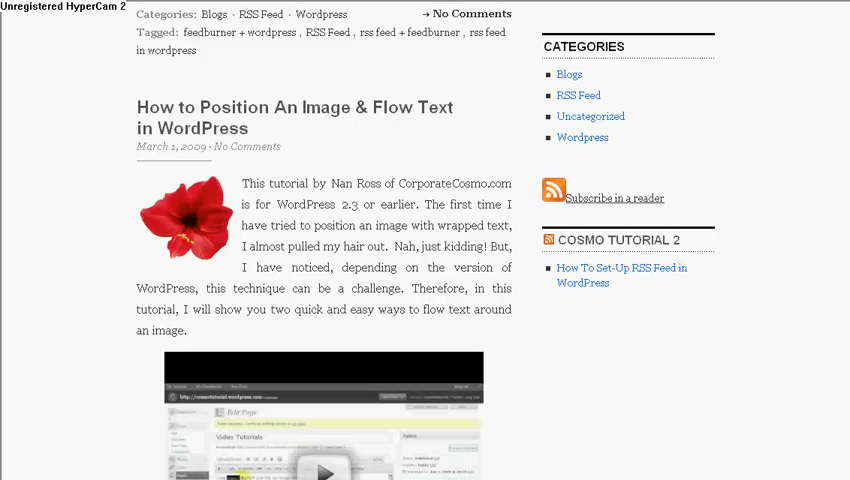 Unregistered HyperCam 2
Categories: Blogs · RSS Feed · Wordpress
➔ No Comments
Tagged: feedburner + wordpress , RSS Feed , rss feed + feedburner , rss feed
in wordpress
How to Position An Image & Flow Text
in WordPress
March 1, 2009 · No Comments
This tutorial by Nan Ross of CorporateCosmo.com
is for WordPress 2.3 or earlier. The first time I
have tried to position an image with wrapped text,
I almost pulled my hair out. Nah, just kidding! But,
I have noticed, depending on the version of
WordPress, this technique can be a challenge. Therefore, in this
tutorial, I will show you two quick and easy ways to flow text around
an image.
http://cosmotutorial.wordpress.com
Edit Page
Video Tutorials
CATEGORIES
Blogs
RSS Feed
Uncategorized
Wordpress
Subscribe in a reader
COSMO TUTORIAL 2
How To Set-Up RSS Feed in
WordPress